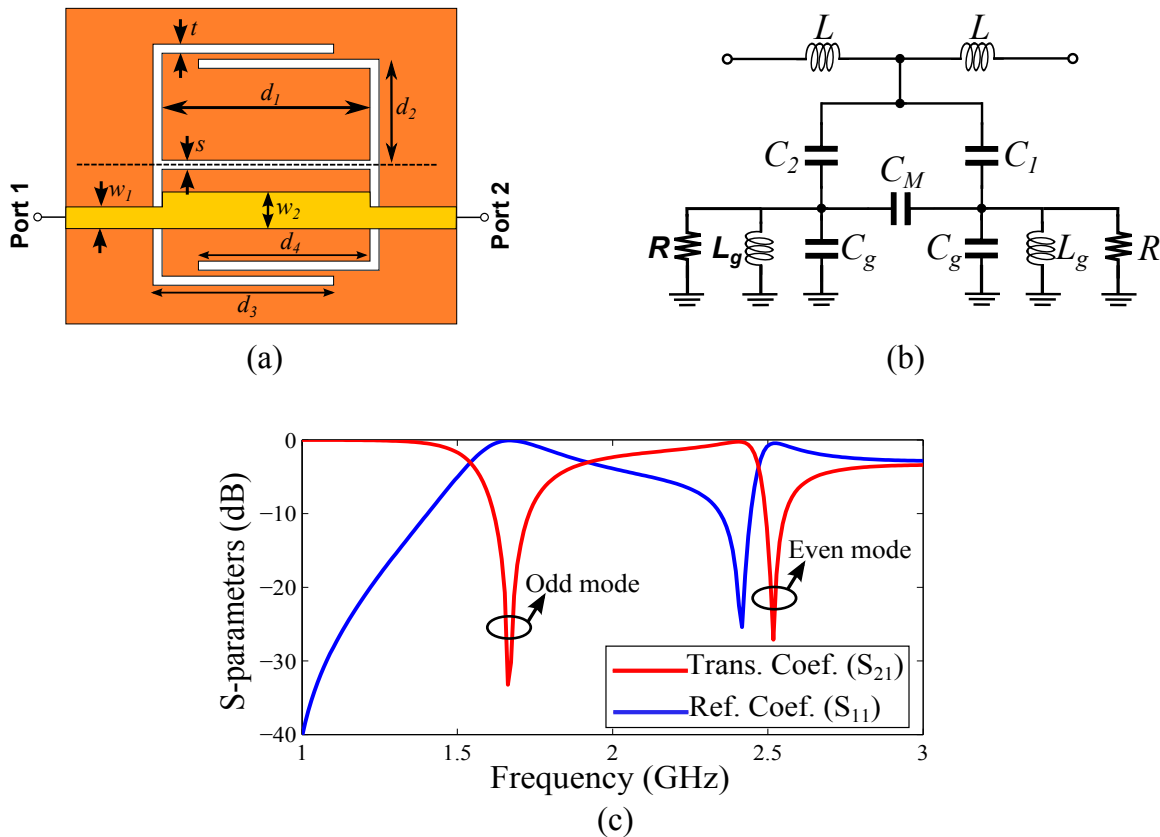 t
d1
d2
s
w1
w2
d4
d3
Port 1
Port 2
(a)
L L
C2 C1
CM
R Lg Cg Cg Lg R
(b)
S-parameters (dB)
0
−10
−20
−30
−40
1 1.5 2 2.5 3
Frequency (GHz)
Odd mode
Even mode
Trans. Coef. (S21)
Ref. Coef. (S11)
(c)